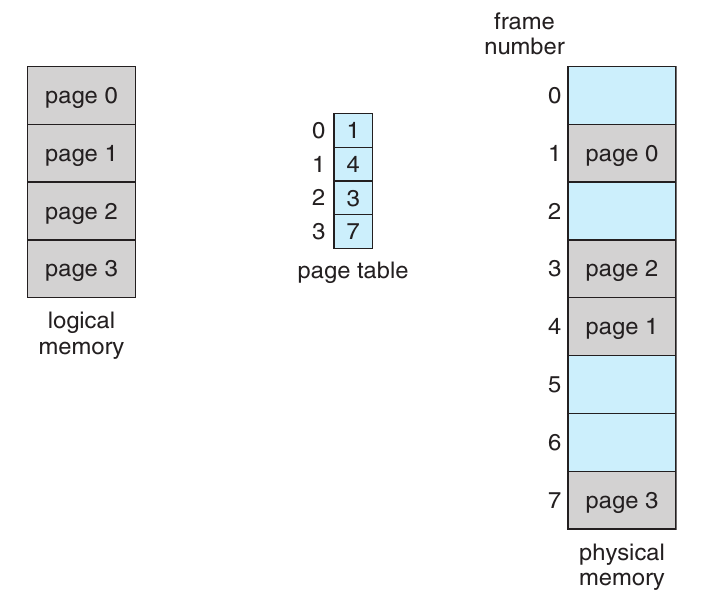 page 0
page 1
page 2
page 3
logical
memory
0 1
1 4
2 3
3 7
page table
frame
number
0
1 page 0
2
3 page 2
4 page 1
5
6
7 page 3
physical
memory